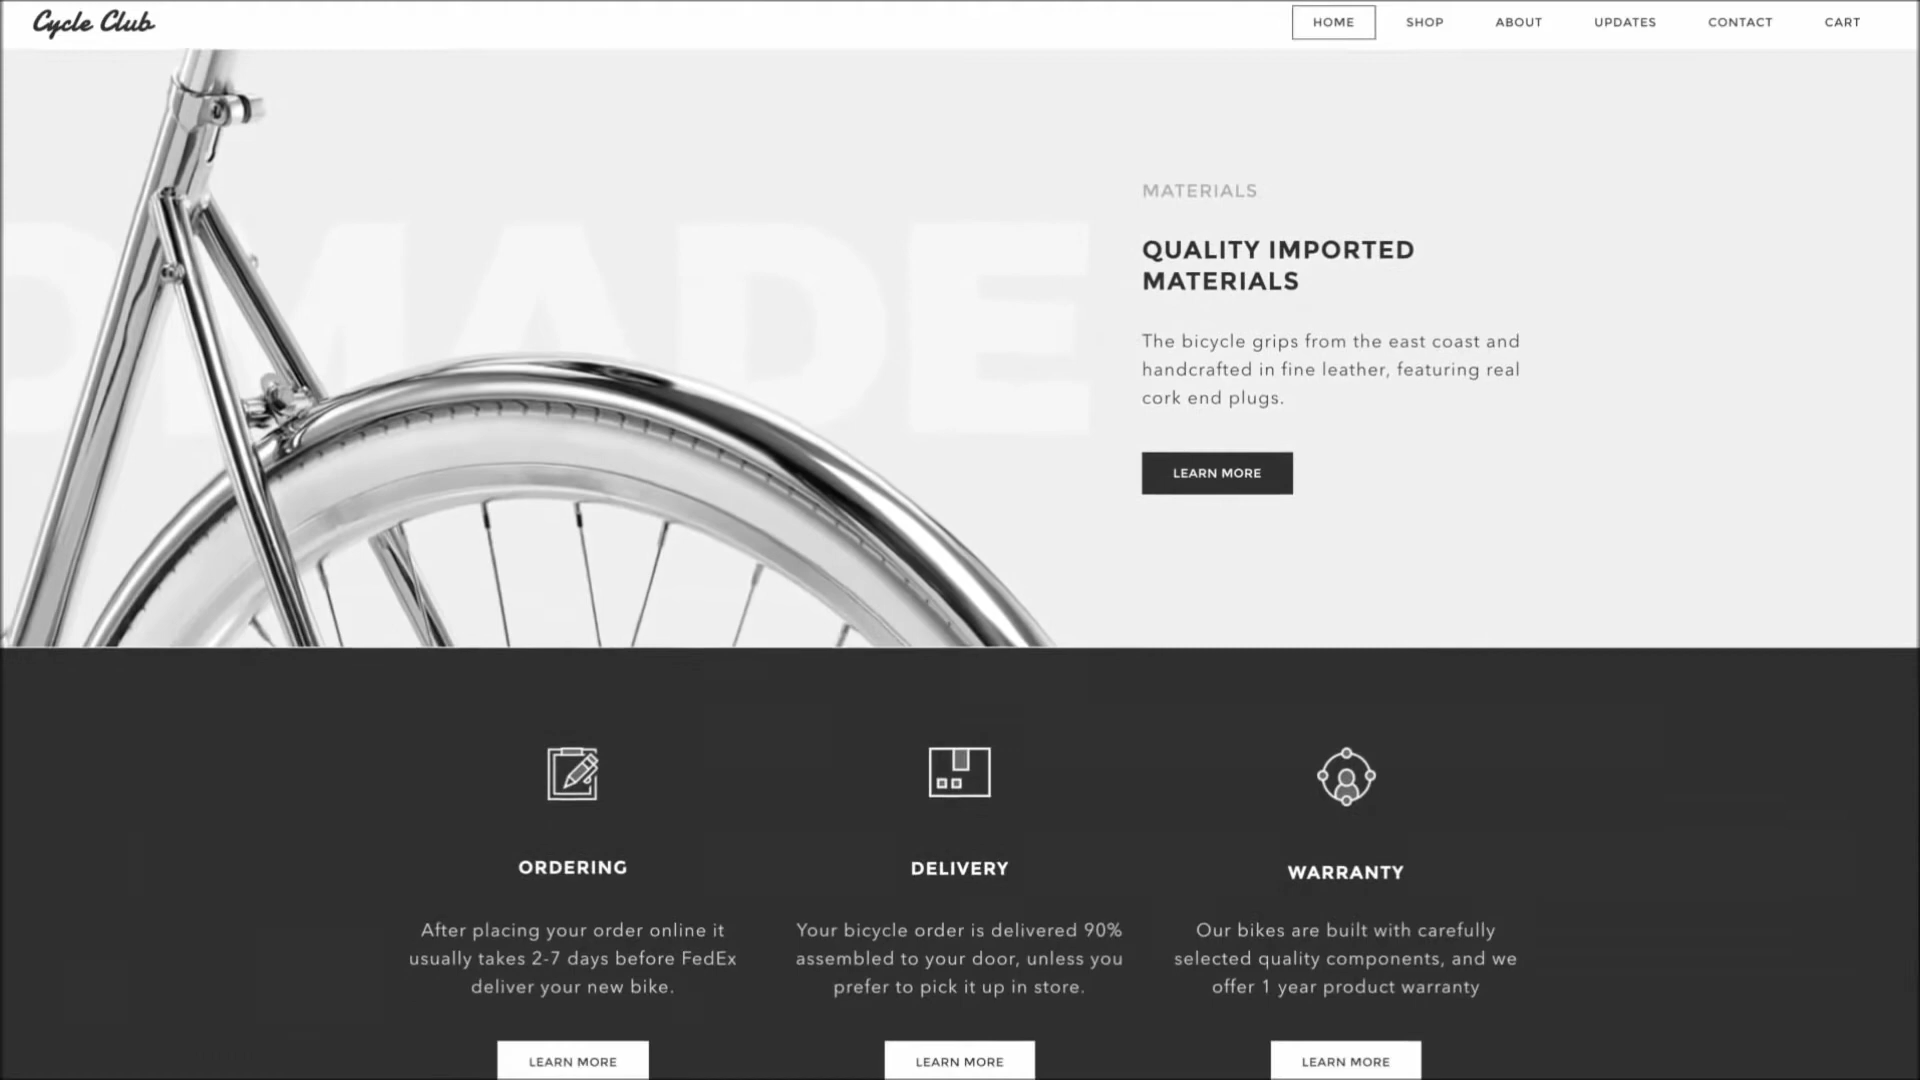 Cycle Club
HOME SHOP ABOUT UPDATES CONTACT CART
DMADE
MATERIALS
QUALITY IMPORTED
MATERIALS
The bicycle grips from the east coast and
handcrafted in fine leather, featuring real
cork end plugs.
LEARN MORE
ORDERING
After placing your order online it
usually takes 2-7 days before FedEx
deliver your new bike.
LEARN MORE
DELIVERY
Your bicycle order is delivered 90%
assembled to your door, unless you
prefer to pick it up in store.
LEARN MORE
WARRANTY
Our bikes are built with carefully
selected quality components, and we
offer 1 year product warranty
LEARN MORE